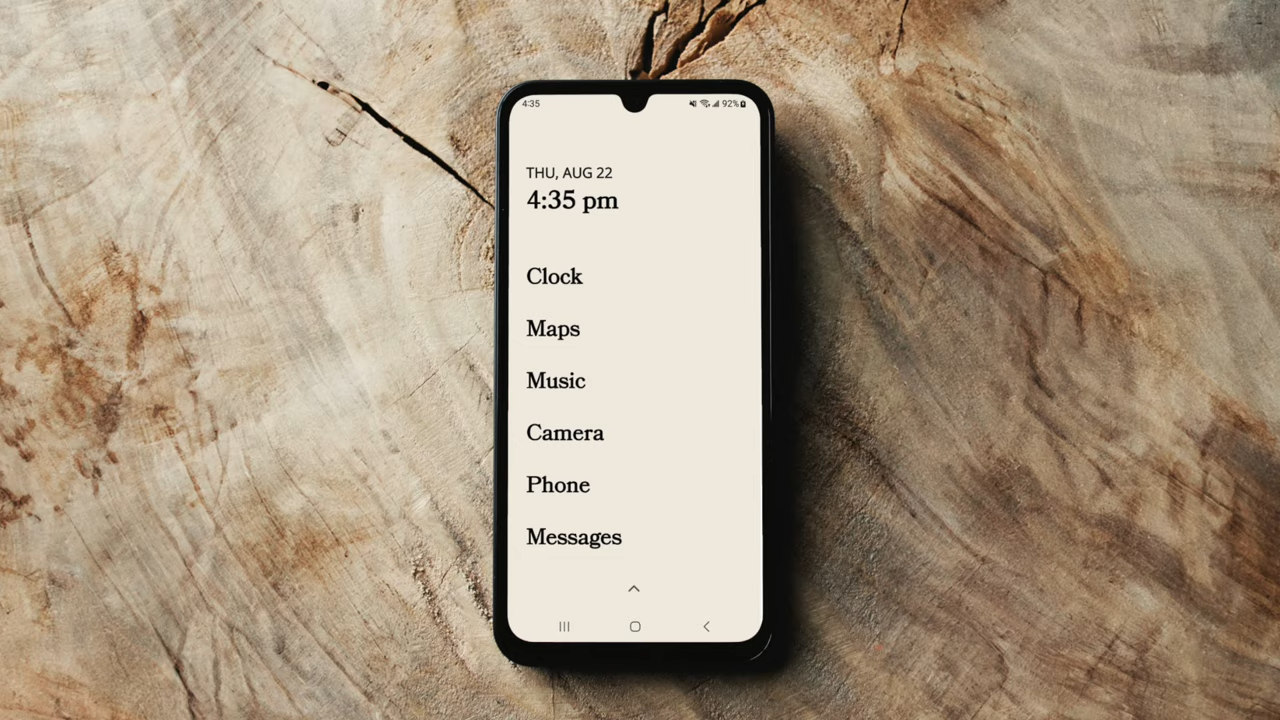 4:35 92%
THU, AUG 22
4:35 pm
Clock
Maps
Music
Camera
Phone
Messages